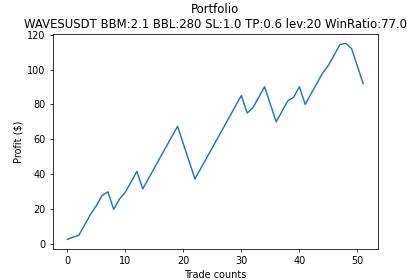 Portfolio
WAVESUSDT BBM:2.1 BBL:280 SL:1.0 TP:0.6 lev:20 WinRatio:77.0
120
100
80
60
40
20
0
Profit ($)
0 10 20 30 40 50
Trade counts